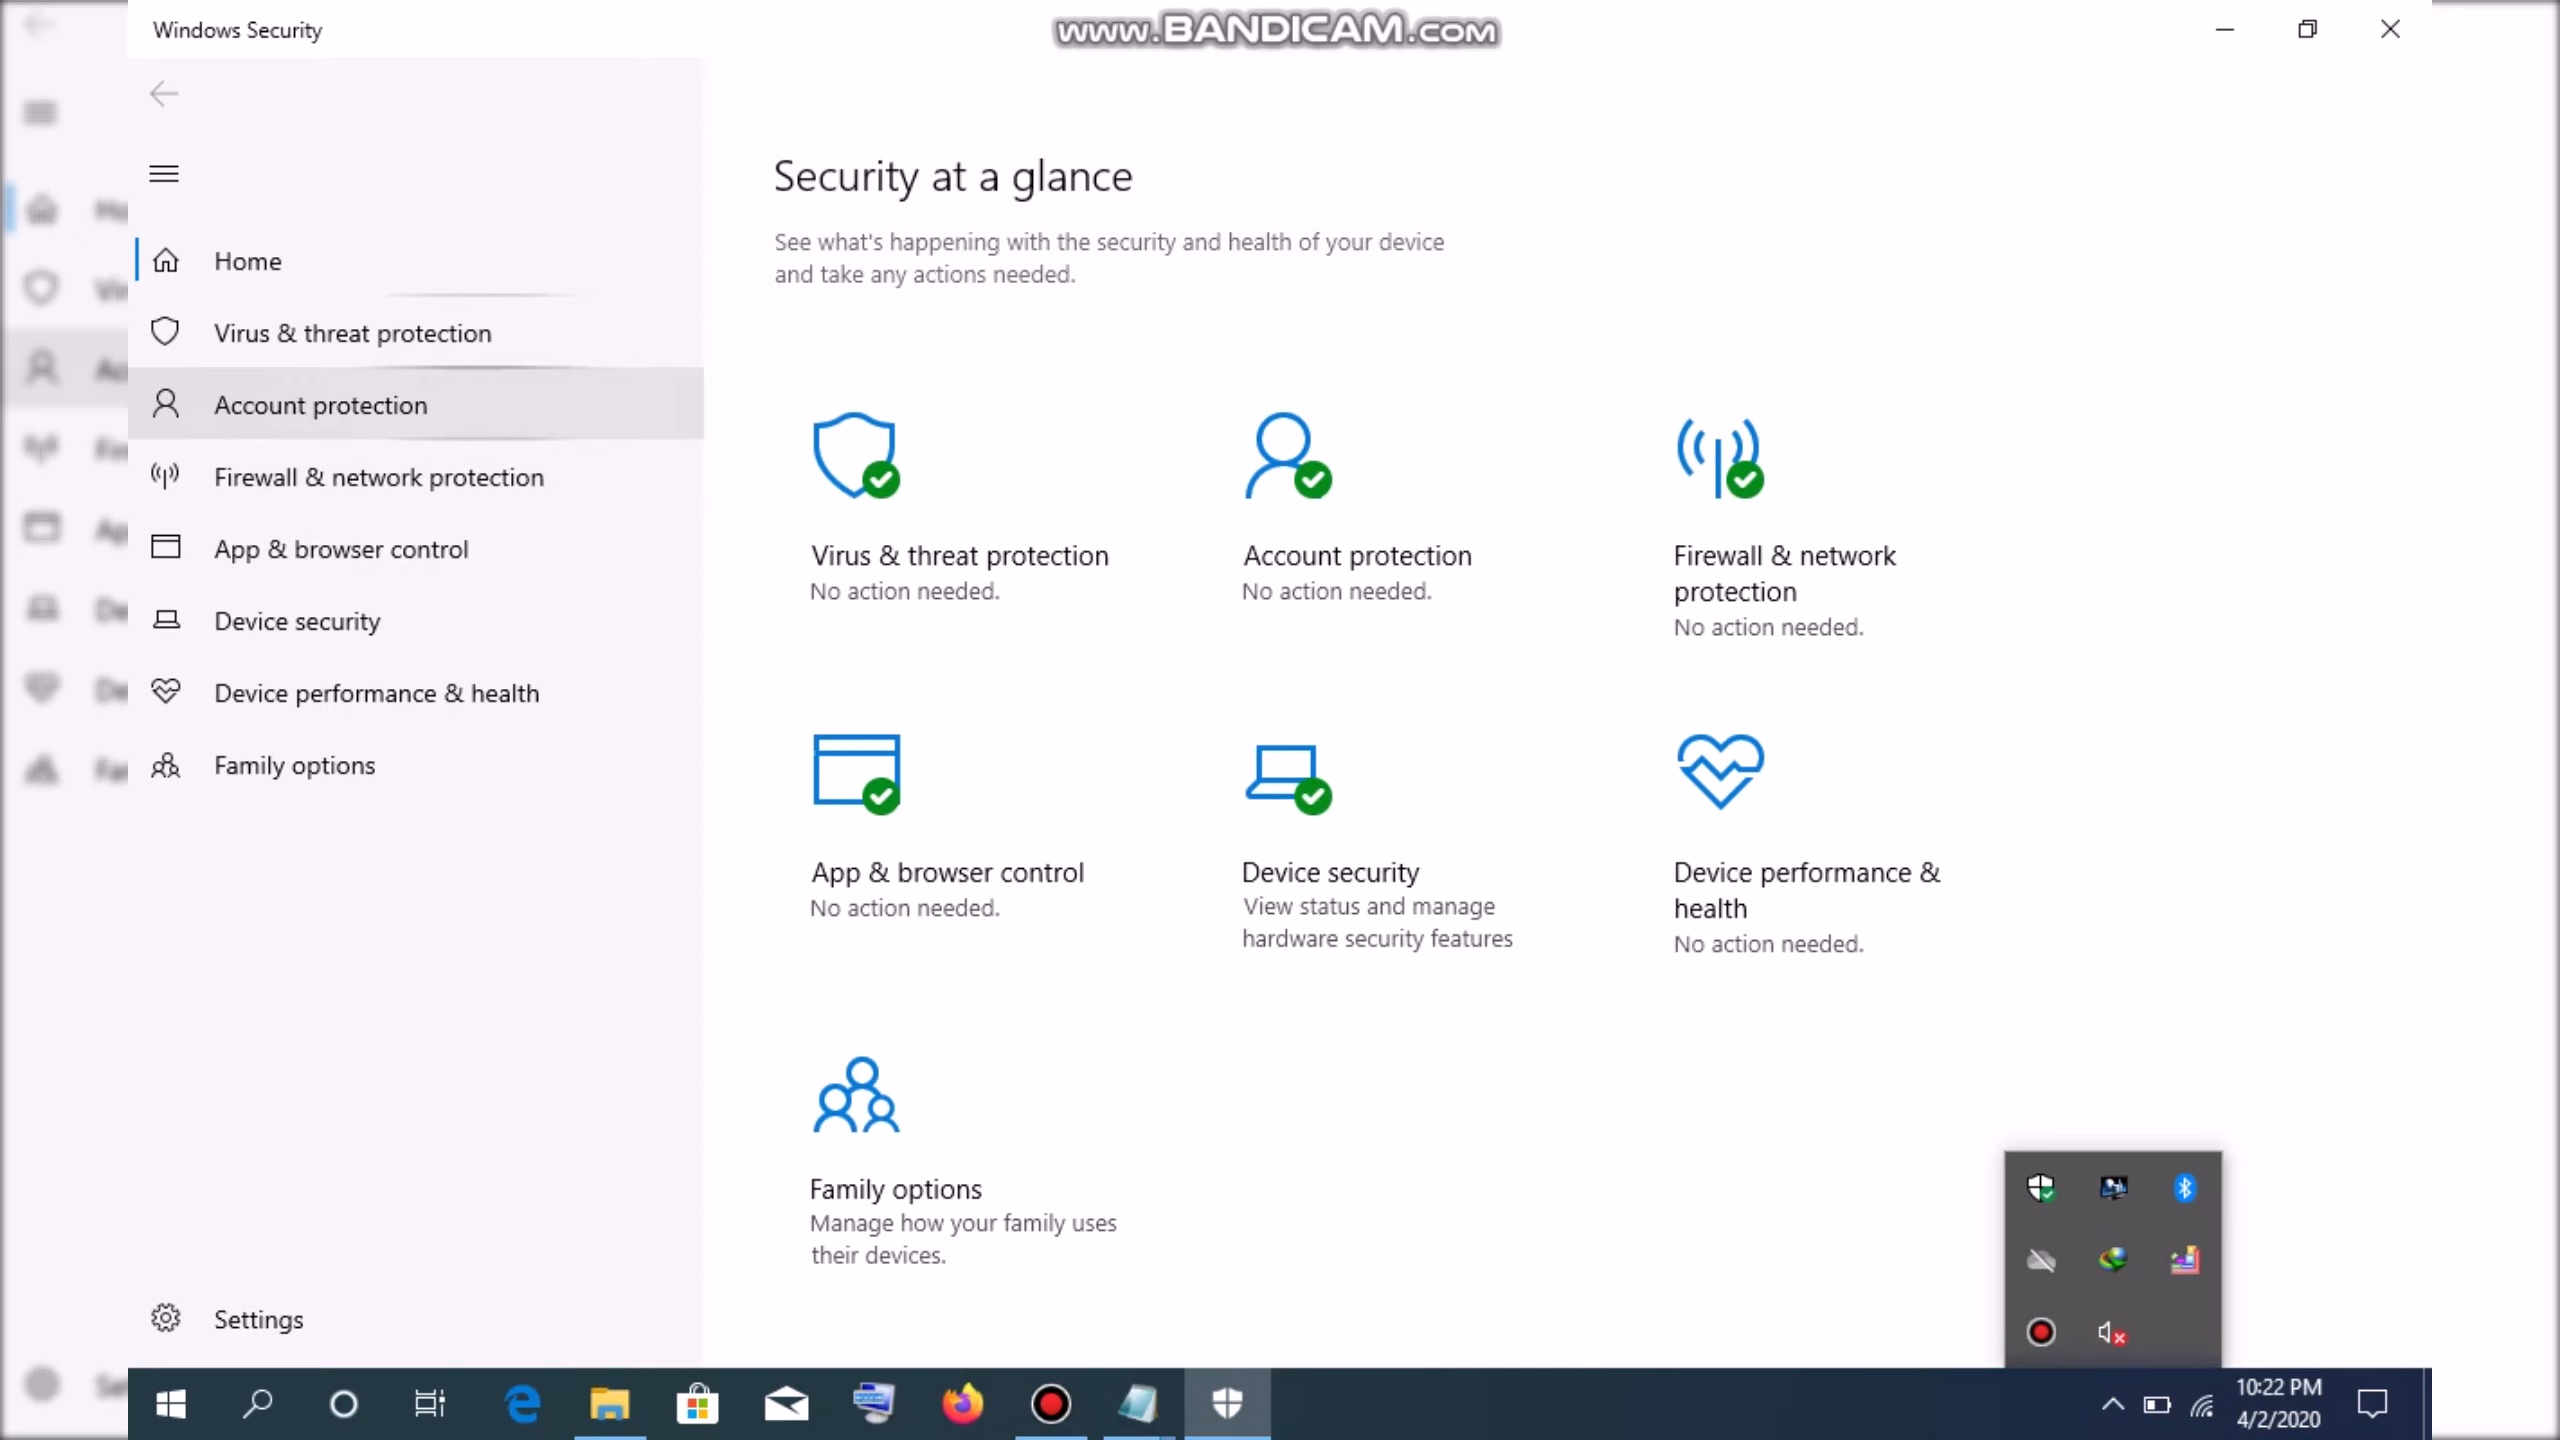 Windows Security
www.BANDICAM.com
Home
Virus & threat protection
Account protection
Firewall & network protection
App & browser control
Device security
Device performance & health
Family options
Settings
Security at a glance
See what's happening with the security and health of your device
and take any actions needed.
Virus & threat protection
No action needed.
Account protection
No action needed.
Firewall & network
protection
No action needed.
App & browser control
No action needed.
Device security
View status and manage
hardware security features
Device performance &
health
No action needed.
Family options
Manage how your family uses
their devices.
10:22 PM
4/2/2020